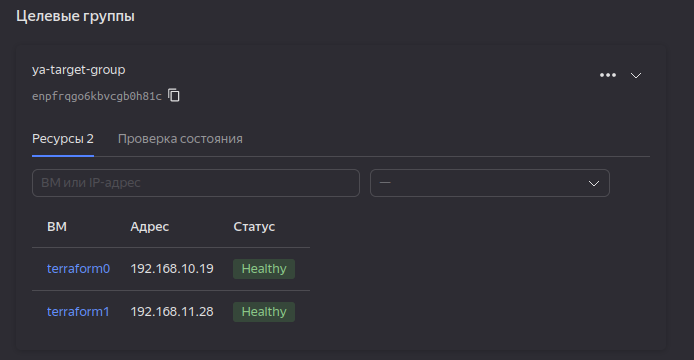 Целевые группы
ya-target-group
enpfrqgo6kbvcgb0h81c
Ресурсы 2 Проверка состояния
ВМ или IP-адрес —
ВМ Адрес Статус
terraform0 192.168.10.19 Healthy
terraform1 192.168.11.28 Healthy